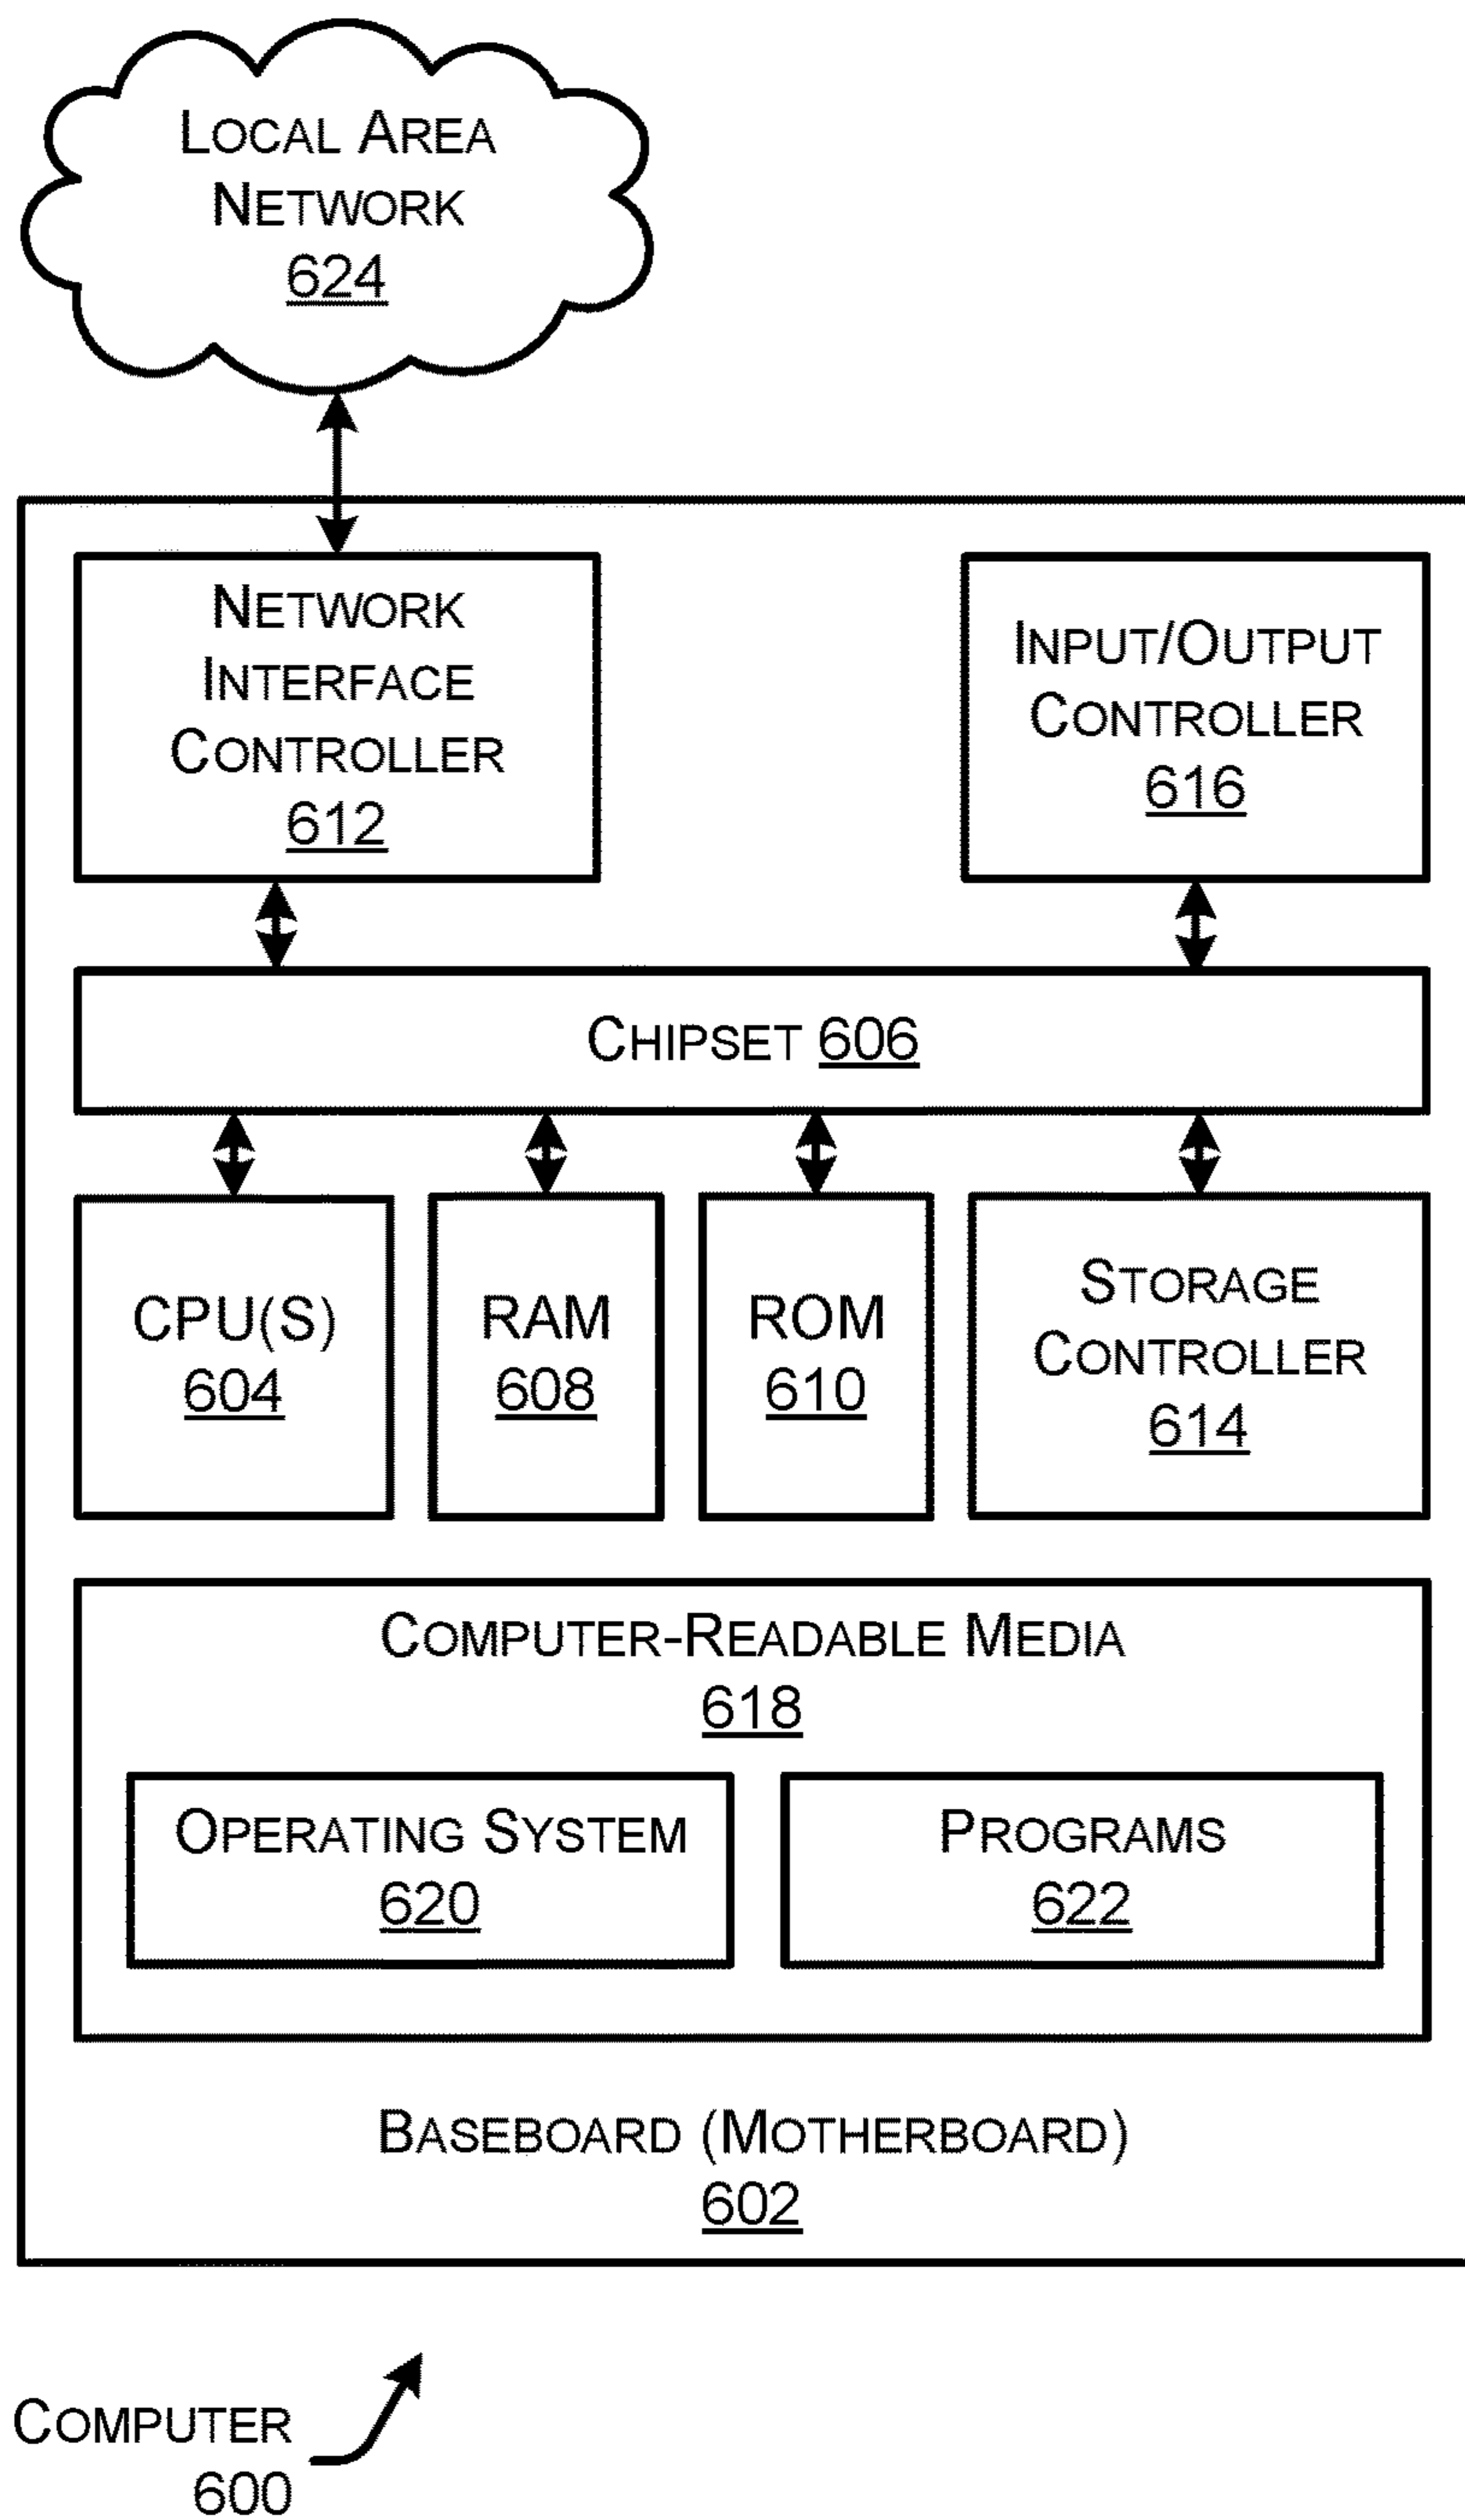 LOCAL AREA
NETWORK
624
NETWORK
INTERFACE
CONTROLLER
612
INPUT/OUTPUT
CONTROLLER
616
CHIPSET 606
CPU(S)
604
RAM
608
ROM
610
STORAGE
CONTROLLER
614
COMPUTER-READABLE MEDIA
618
OPERATING SYSTEM
620
PROGRAMS
622
BASEBOARD (MOTHERBOARD)
602
COMPUTER
600